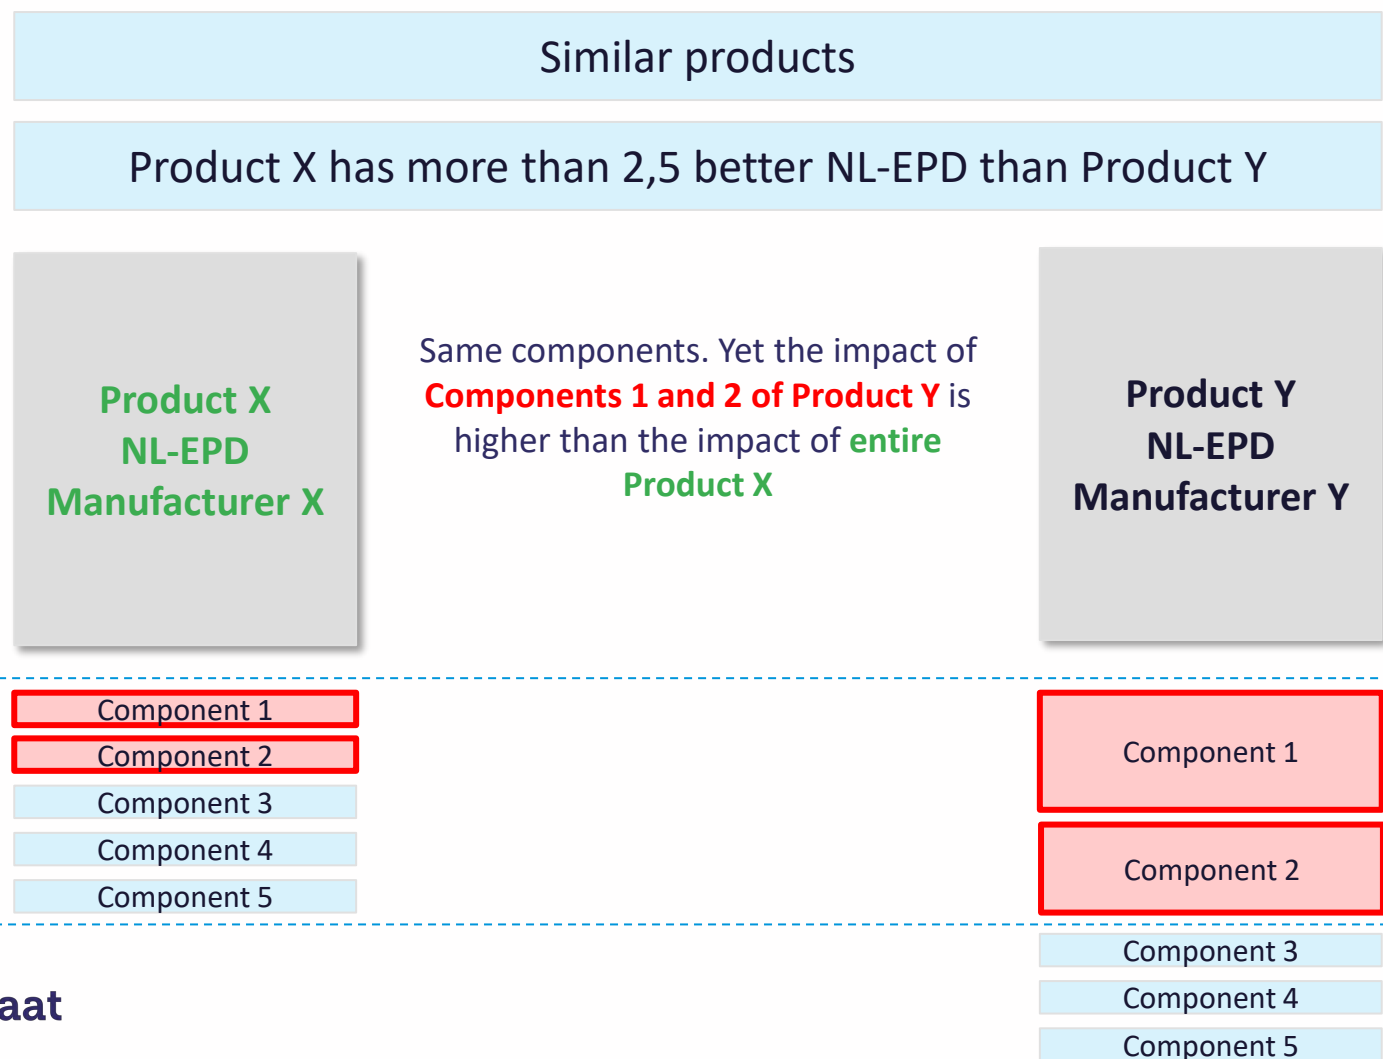 Similar products
Product X has more than 2,5 better NL-EPD than Product Y
Product X
NL-EPD
Manufacturer X
Same components. Yet the impact of
Components 1 and 2 of Product Y is
higher than the impact of entire
Product X
Product Y
NL-EPD
Manufacturer Y
Component 1
Component 2
Component 3
Component 4
Component 5
Component 1
Component 2
Component 3
Component 4
Component 5
aat